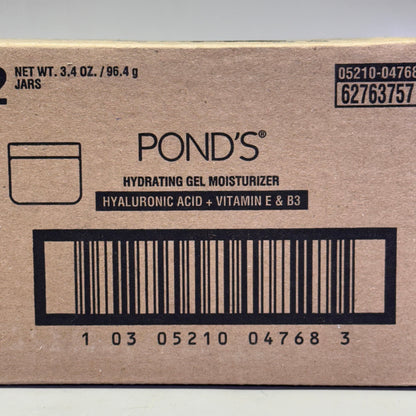 2 NET WT. 3.4 OZ. / 96.4 g
JARS
05210-04768
62763757
POND'S®
HYDRATING GEL MOISTURIZER
HYALURONIC ACID + VITAMIN E & B3
1 03 05210 04768 3